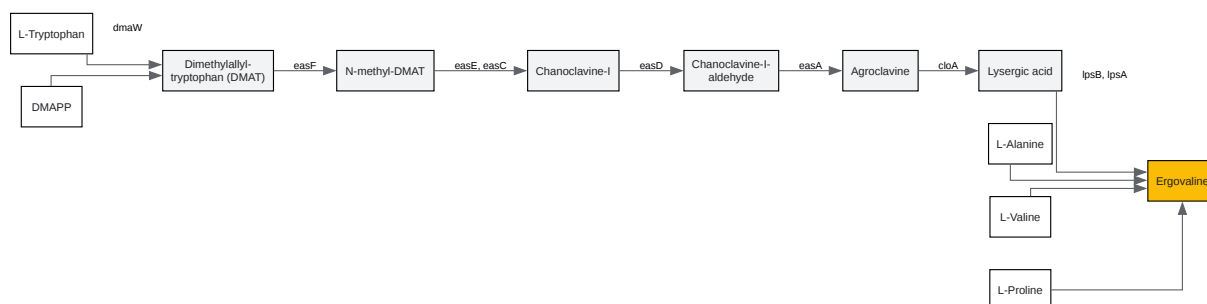 L-Tryptophan
dmaW
DMAPP
Dimethylallyl-
tryptophan (DMAT)
easF
N-methyl-DMAT
easE, easC
Chanoclavine-I
easD
Chanoclavine-I-
aldehyde
easA
Agroclavine
cloA
Lysergic acid
lpsB, lpsA
L-Alanine
L-Valine
L-Proline
Ergovaline